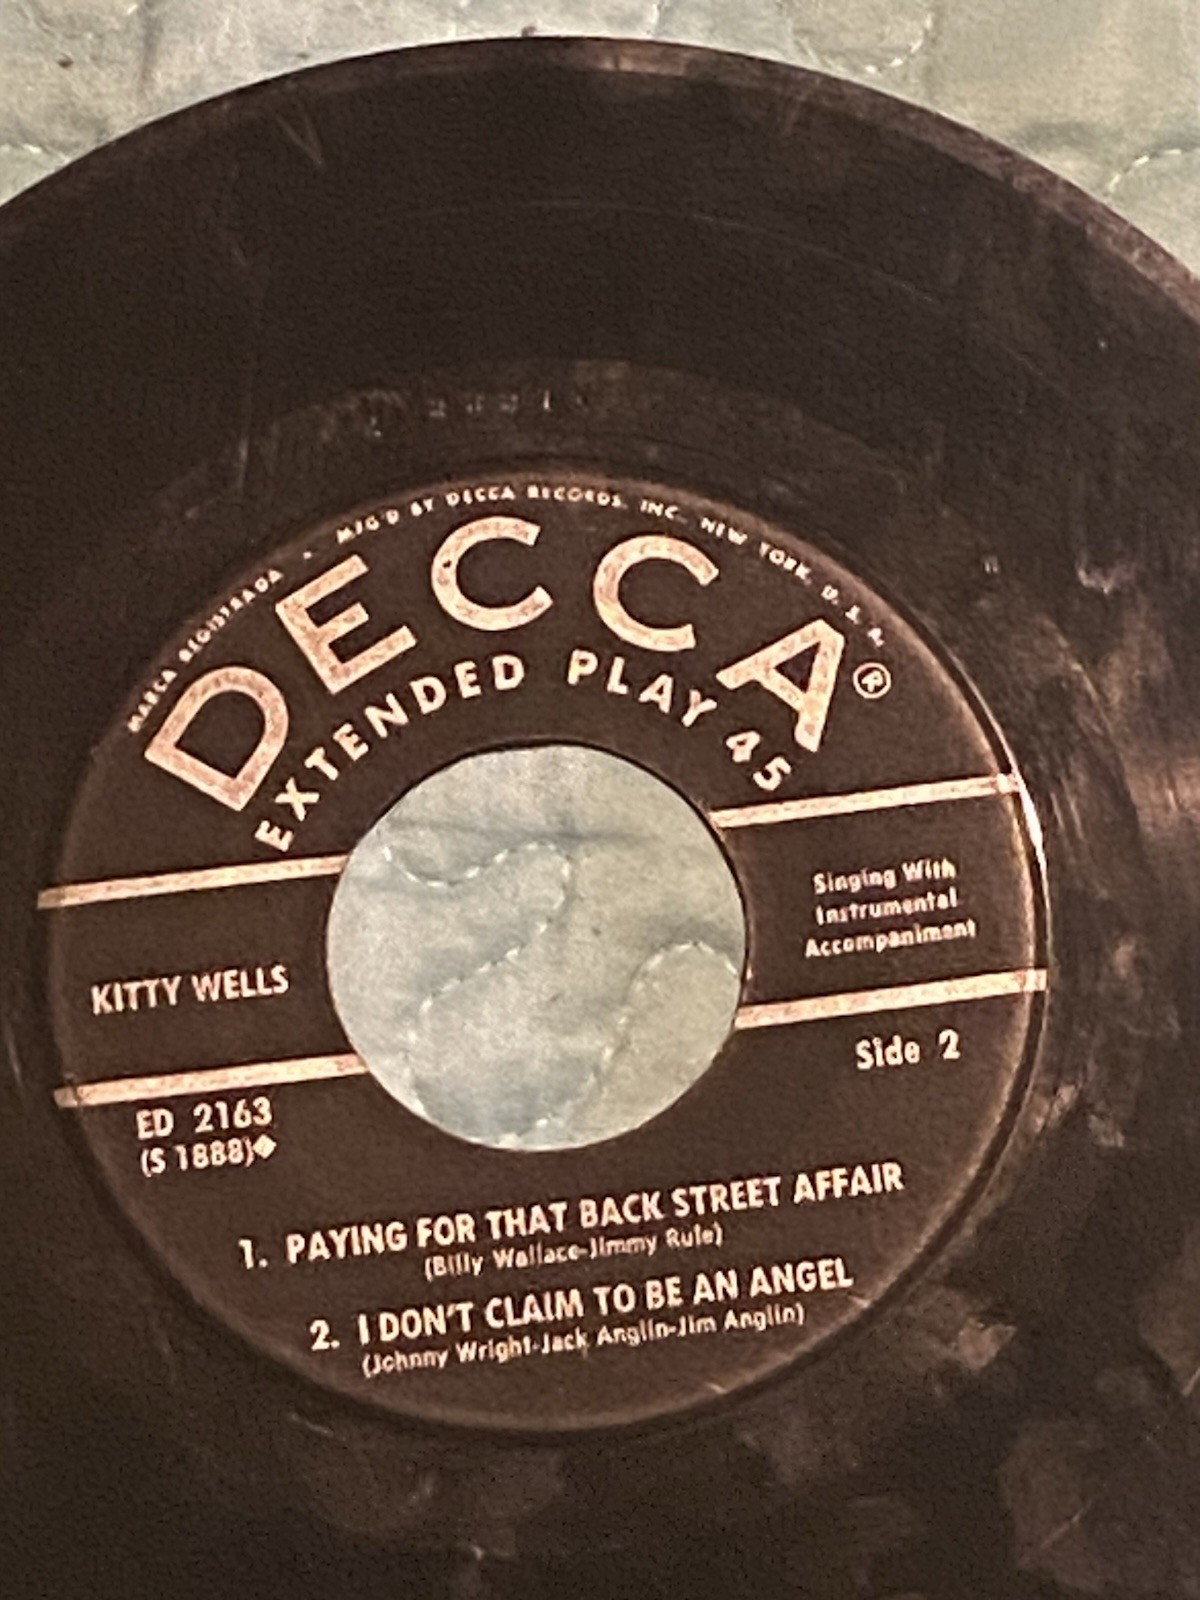 MARCA REGISTRADA • MFG'D BY DECCA RECORDS, INC., NEW YORK, U.S.A.
DECCA®
EXTENDED PLAY 45
Singing With
Instrumental
Accompaniment
KITTY WELLS
Side 2
ED 2163
(S 1888)◆
1. PAYING FOR THAT BACK STREET AFFAIR
(Billy Wallace-Jimmy Rule)
2. I DON'T CLAIM TO BE AN ANGEL
(Johnny Wright-Jack Anglin-Jim Anglin)